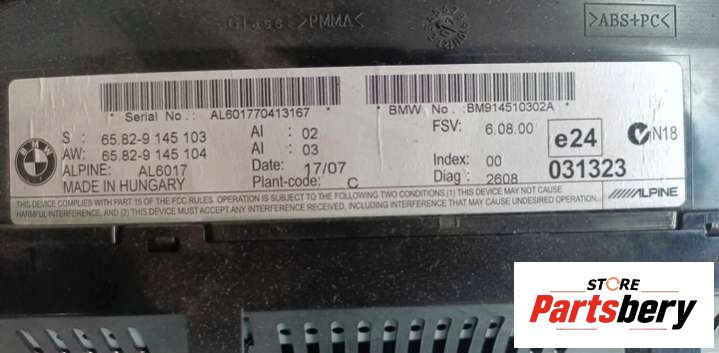 Glass >PMMA<
>ABS+PC<
* Serial No.: AL601770413167 *
* BMW No.: BM914510302A *
S : 65.82-9 145 103 AI : 02
AW: 65.82-9 145 104 AI : 03
ALPINE: AL6017 Date: 17/07
MADE IN HUNGARY Plant-code: C
FSV: 6.08.00
Index: 00
Diag: 2608
e24
031323
N18
BMW
THIS DEVICE COMPLIES WITH PART 15 OF THE FCC RULES. OPERATION IS SUBJECT TO THE FOLLOWING TWO CONDITIONS: (1) THIS DEVICE MAY NOT CAUSE
HARMFUL INTERFERENCE, AND (2) THIS DEVICE MUST ACCEPT ANY INTERFERENCE RECEIVED, INCLUDING INTERFERENCE THAT MAY CAUSE UNDESIRED OPERATION.
ALPINE
STORE
Partsbery